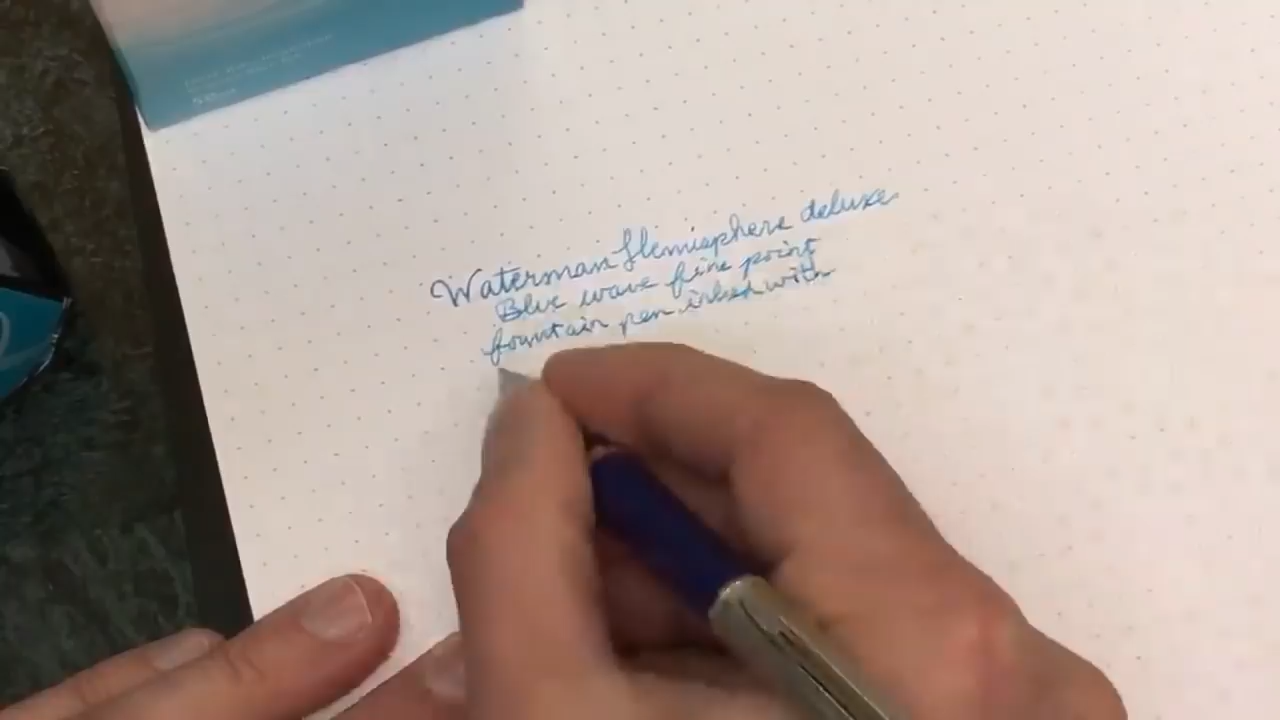 Waterman Hemisphere deluxe
Blue wave fine point
fountain pen inked with